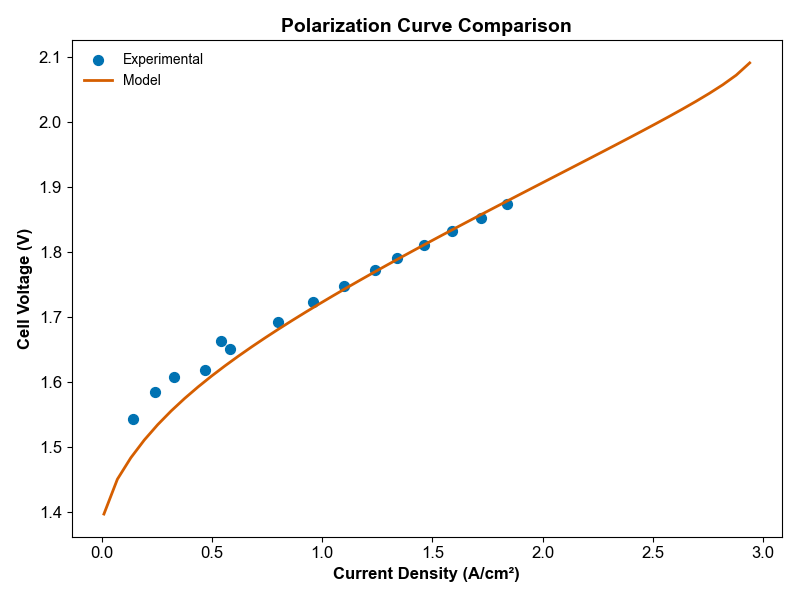 Polarization Curve Comparison
Experimental
Model
Cell Voltage (V)
2.1
2.0
1.9
1.8
1.7
1.6
1.5
1.4
0.0 0.5 1.0 1.5 2.0 2.5 3.0
Current Density (A/cm²)